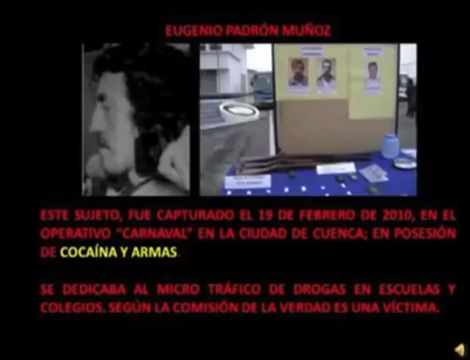 EUGENIO PADRÓN MUÑOZ
ESTE SUJETO, FUE CAPTURADO EL 19 DE FEBRERO DE 2010, EN EL
OPERATIVO “CARNAVAL” EN LA CIUDAD DE CUENCA; EN POSESIÓN
DE COCAÍNA Y ARMAS.
SE DEDICABA AL MICRO TRÁFICO DE DROGAS EN ESCUELAS Y
COLEGIOS. SEGÚN LA COMISIÓN DE LA VERDAD ES UNA VÍCTIMA.